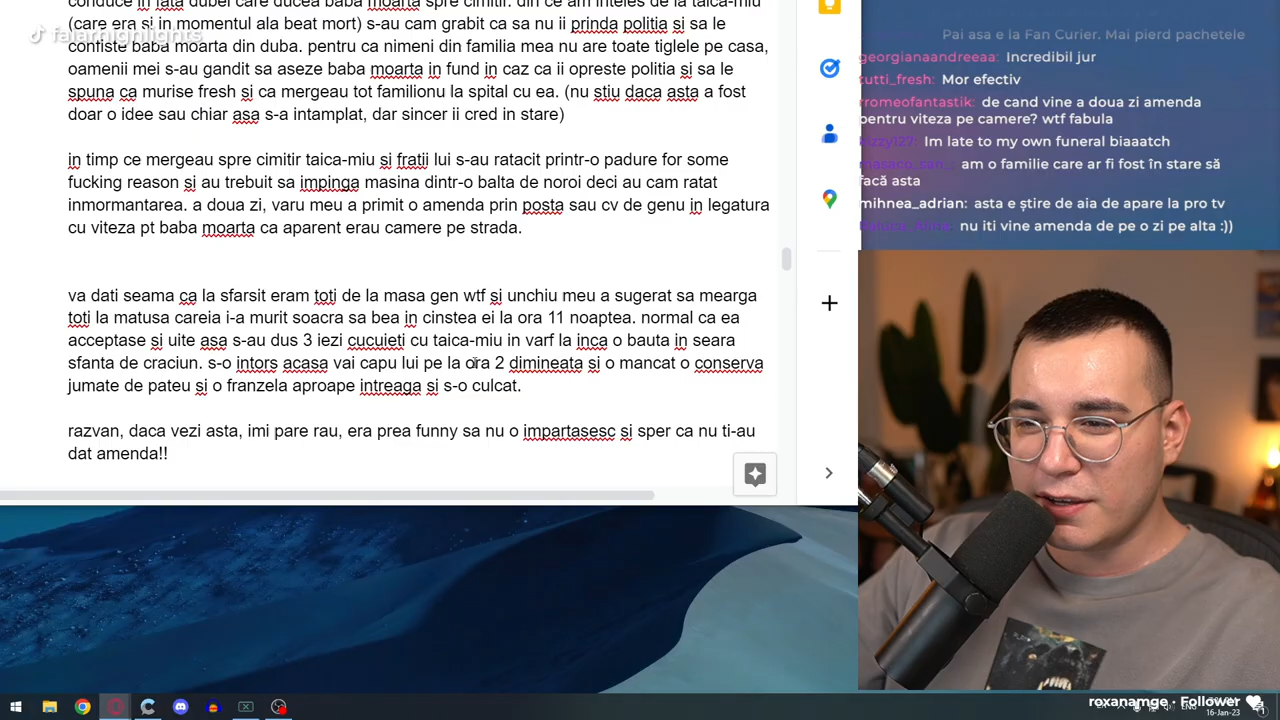 conduce in fata dubei care ducea baba moarta spre cimitir. din ce am inteles de la taica-miu
(care era si in momentul ala beat mort) s-au cam grabit ca sa nu ii prinda politia si sa le
confiste baba moarta din duba. pentru ca nimeni din familia mea nu are toate tiglele pe casa,
oamenii mei s-au gandit sa aseze baba moarta in fund in caz ca ii opreste politia si sa le
spuna ca murise fresh si ca mergeau tot familionu la spital cu ea. (nu stiu daca asta a fost
doar o idee sau chiar asa s-a intamplat, dar sincer ii cred in stare)
in timp ce mergeau spre cimitir taica-miu si fratii lui s-au ratacit printr-o padure for some
fucking reason si au trebuit sa impinga masina dintr-o balta de noroi deci au cam ratat
inmormantarea. a doua zi, varu meu a primit o amenda prin posta sau cv de genu in legatura
cu viteza pt baba moarta ca aparent erau camere pe strada.
va dati seama ca la sfarsit eram toti de la masa gen wtf si unchiu meu a sugerat sa mearga
toti la matusa careia i-a murit soacra sa bea in cinstea ei la ora 11 noaptea. normal ca ea
acceptase si uite asa s-au dus 3 iezi cucuieti cu taica-miu in varf la inca o bauta in seara
sfanta de craciun. s-o intors acasa vai capu lui pe la ora 2 dimineata si o mancat o conserva
jumate de pateu si o franzela aproape intreaga si s-o culcat.
razvan, daca vezi asta, imi pare rau, era prea funny sa nu o impartasesc si sper ca nu ti-au
dat amenda!!
Pai asa e la Fan Curier. Mai pierd pachetele
georgianaandreeaa: Incredibil jur
tutti_fresh: Mor efectiv
rromeofantastik: de cand vine a doua zi amenda
pentru viteza pe camere? wtf fabula
Im late to my own funeral biaaatch
am o familie care ar fi fost în stare să
facă asta
mihnea_adrian: asta e știre de aia de apare la pro tv
nu iti vine amenda de pe o zi pe alta :))
roxanamge · Follower
16-Jan-23